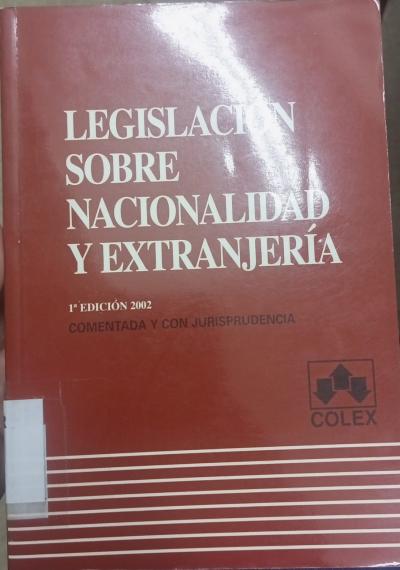 LEGISLACIÓN
SOBRE
NACIONALIDAD
Y EXTRANJERÍA
1ª EDICIÓN 2002
COMENTADA Y CON JURISPRUDENCIA
COLEX